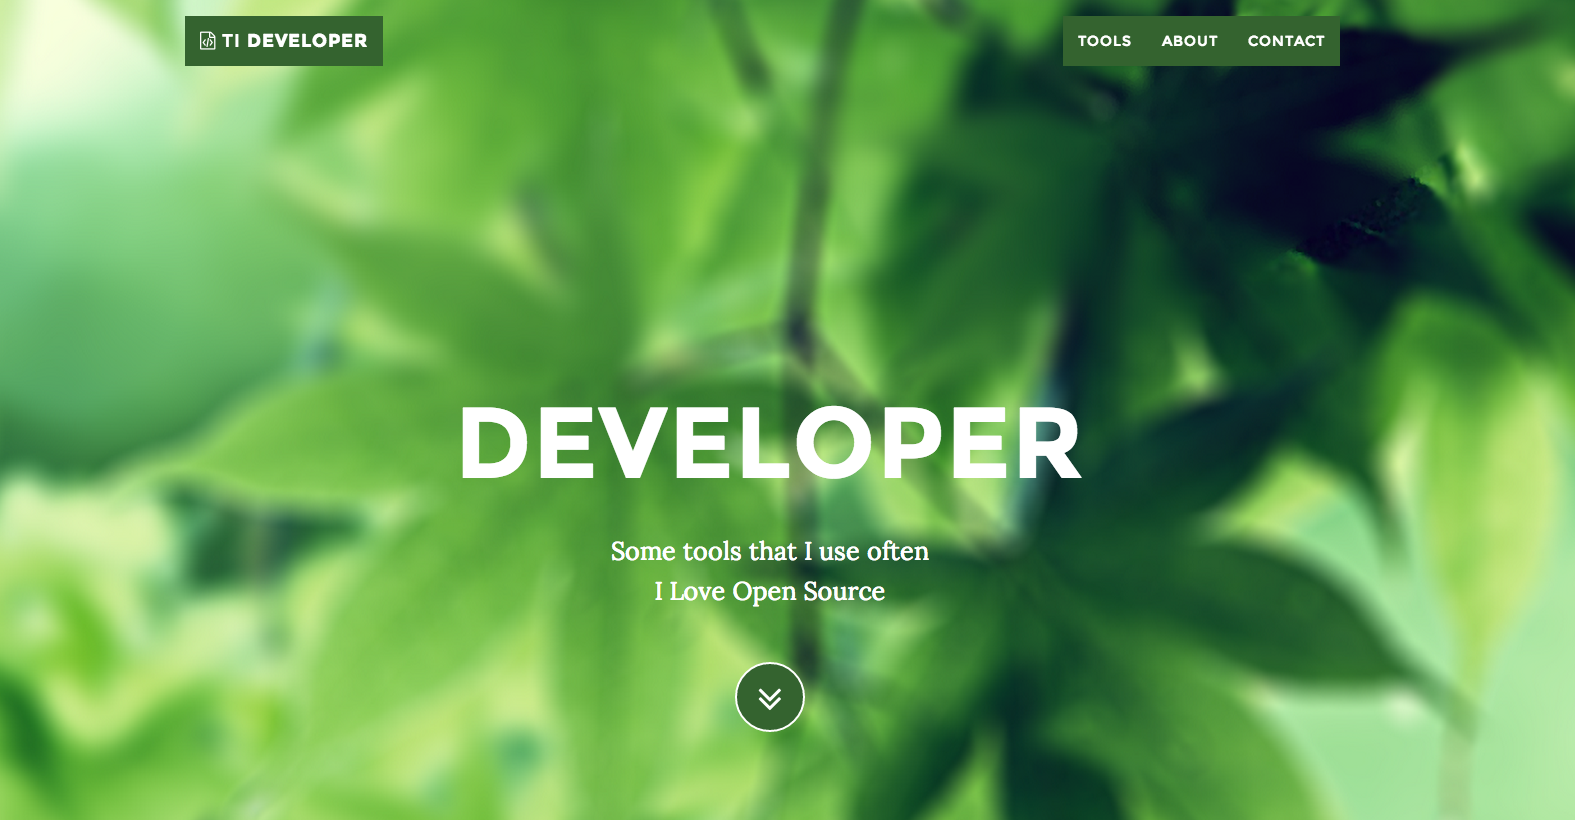 TI DEVELOPER
TOOLS ABOUT CONTACT
DEVELOPER
Some tools that I use often
I Love Open Source